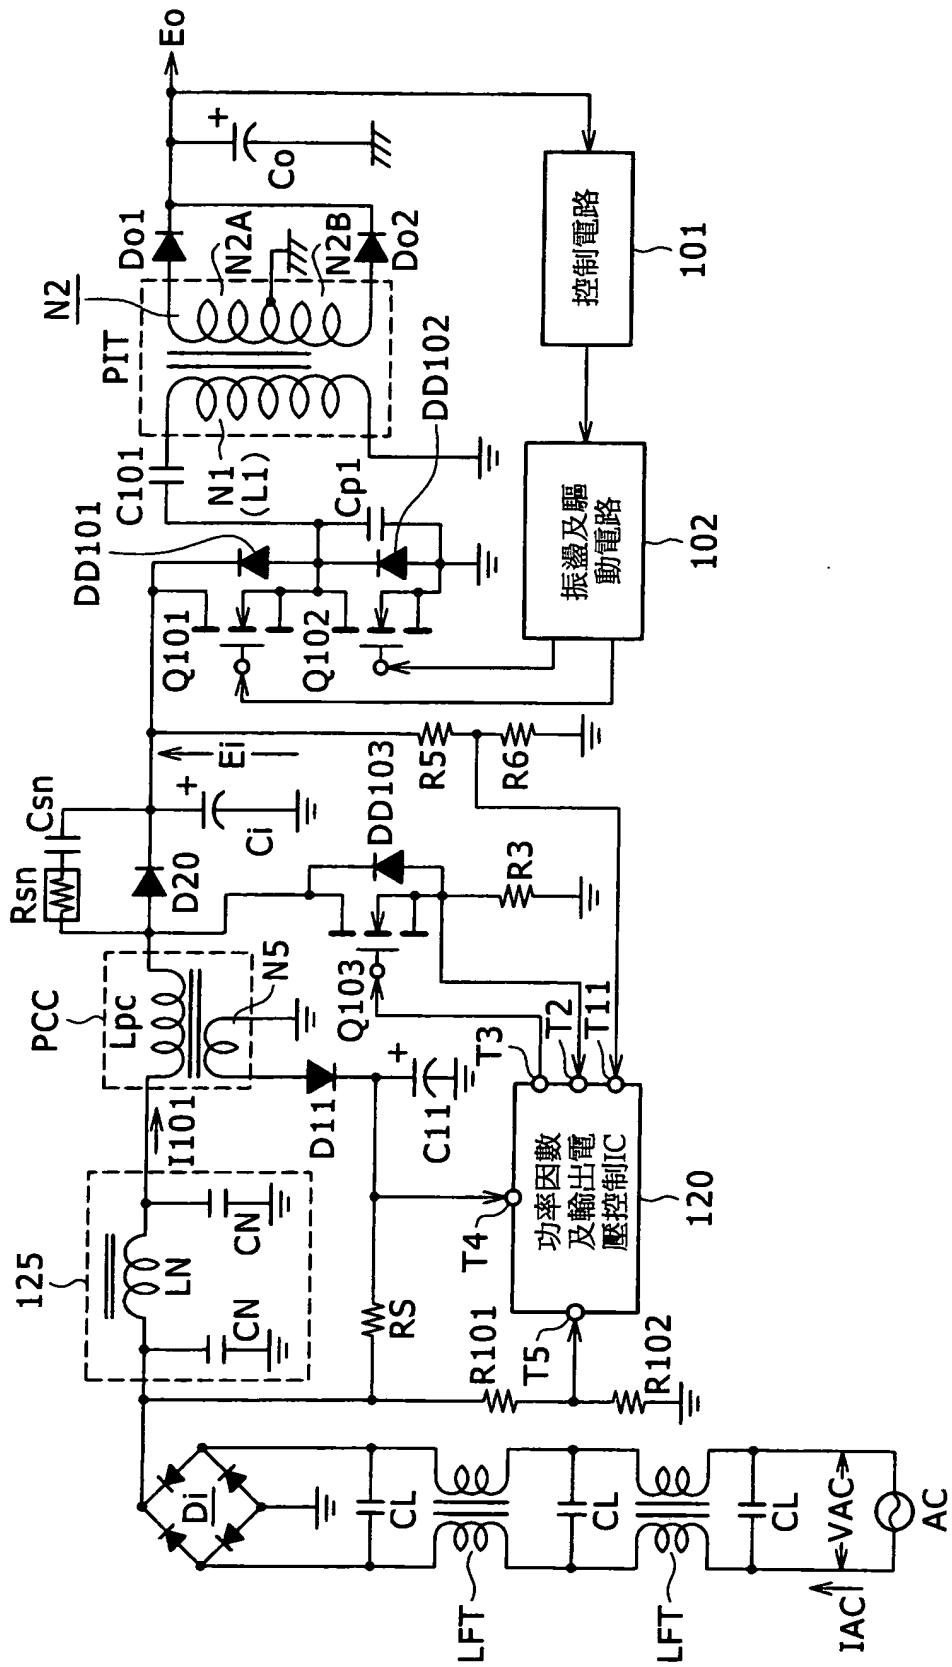 Eo
Co
Do1
Do2
N2
N2A
N2B
PIT
控制電路
101
C101
N1
(L1)
Cp1
DD102
DD101
Q101
Q102
振盪及驅
動電路
102
Ei
R5
R6
Csn
Rsn
Ci
D20
DD103
R3
Q103
PCC
Lpc
N5
D11
C11
I101
T3
T2
T11
T4
T5
功率因數
及輸出電
壓控制IC
120
125
LN
CN
CN
RS
R101
R102
Di
CL
LFT
CL
LFT
CL
VAC
IAC
AC